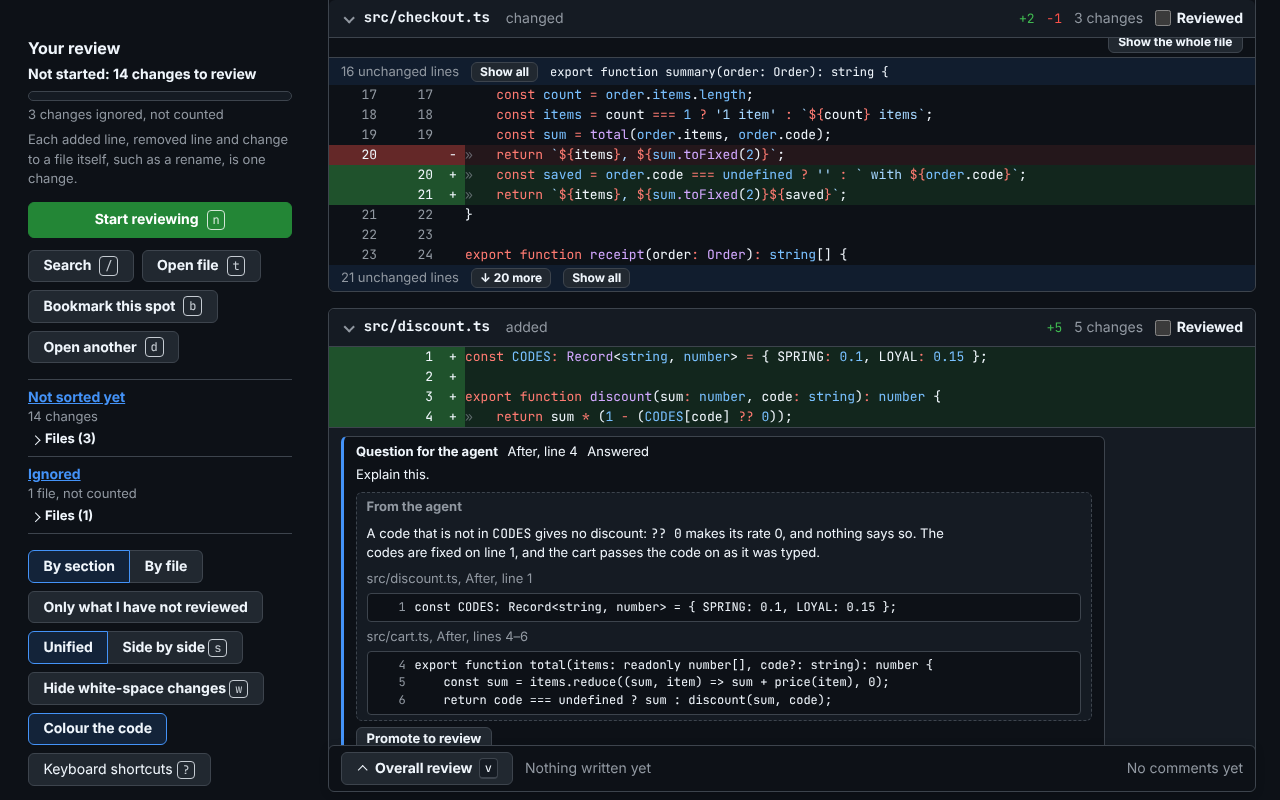 Your review
Not started: 14 changes to review
3 changes ignored, not counted
Each added line, removed line and change
to a file itself, such as a rename, is one
change.
Start reviewing n
Search / Open file t
Bookmark this spot b
Open another d
Not sorted yet
14 changes
Files (3)
Ignored
1 file, not counted
Files (1)
By section By file
Only what I have not reviewed
Unified Side by side s
Hide white-space changes w
Colour the code
Keyboard shortcuts ?
src/checkout.ts changed +2 -1 3 changes Reviewed
Show the whole file
16 unchanged lines Show all export function summary(order: Order): string {
17 17 const count = order.items.length;
18 18 const items = count === 1 ? '1 item' : `${count} items`;
19 19 const sum = total(order.items, order.code);
20 -» return `${items}, ${sum.toFixed(2)}`;
20 +» const saved = order.code === undefined ? '' : ` with ${order.code}`;
21 +» return `${items}, ${sum.toFixed(2)}${saved}`;
21 22 }
22 23
23 24 export function receipt(order: Order): string[] {
21 unchanged lines ↓ 20 more Show all
src/discount.ts added +5 5 changes Reviewed
1 + const CODES: Record<string, number> = { SPRING: 0.1, LOYAL: 0.15 };
2 +
3 + export function discount(sum: number, code: string): number {
4 +» return sum * (1 - (CODES[code] ?? 0));
Question for the agent After, line 4 Answered
Explain this.
From the agent
A code that is not in CODES gives no discount: ?? 0 makes its rate 0, and nothing says so. The
codes are fixed on line 1, and the cart passes the code on as it was typed.
src/discount.ts, After, line 1
1 const CODES: Record<string, number> = { SPRING: 0.1, LOYAL: 0.15 };
src/cart.ts, After, lines 4–6
4 export function total(items: readonly number[], code?: string): number {
5 const sum = items.reduce((sum, item) => sum + price(item), 0);
6 return code === undefined ? sum : discount(sum, code);
Promote to review
Overall review v Nothing written yet No comments yet